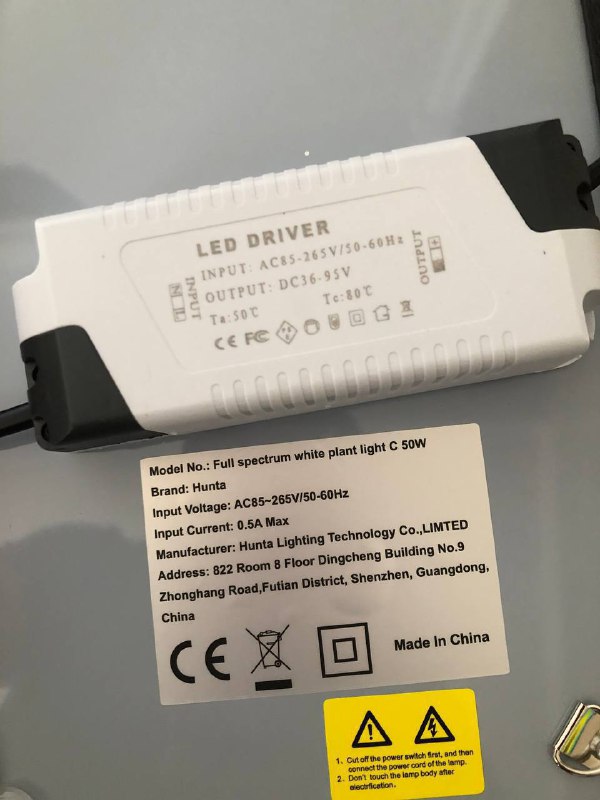 LED DRIVER
INPUT: AC85-265V/50-60Hz
OUTPUT: DC36-95V
Ta:50℃ Tc:80℃
INPUT
N L
OUTPUT
- +
CE FC
Model No.: Full spectrum white plant light C 50W
Brand: Hunta
Input Voltage: AC85~265V/50-60Hz
Input Current: 0.5A Max
Manufacturer: Hunta Lighting Technology Co.,LIMTED
Address: 822 Room 8 Floor Dingcheng Building No.9
Zhonghang Road,Futian District, Shenzhen, Guangdong,
China
CE
Made In China
1. Cut off the power switch first, and then
connect the power cord of the lamp.
2. Don't touch the lamp body after
electrification.